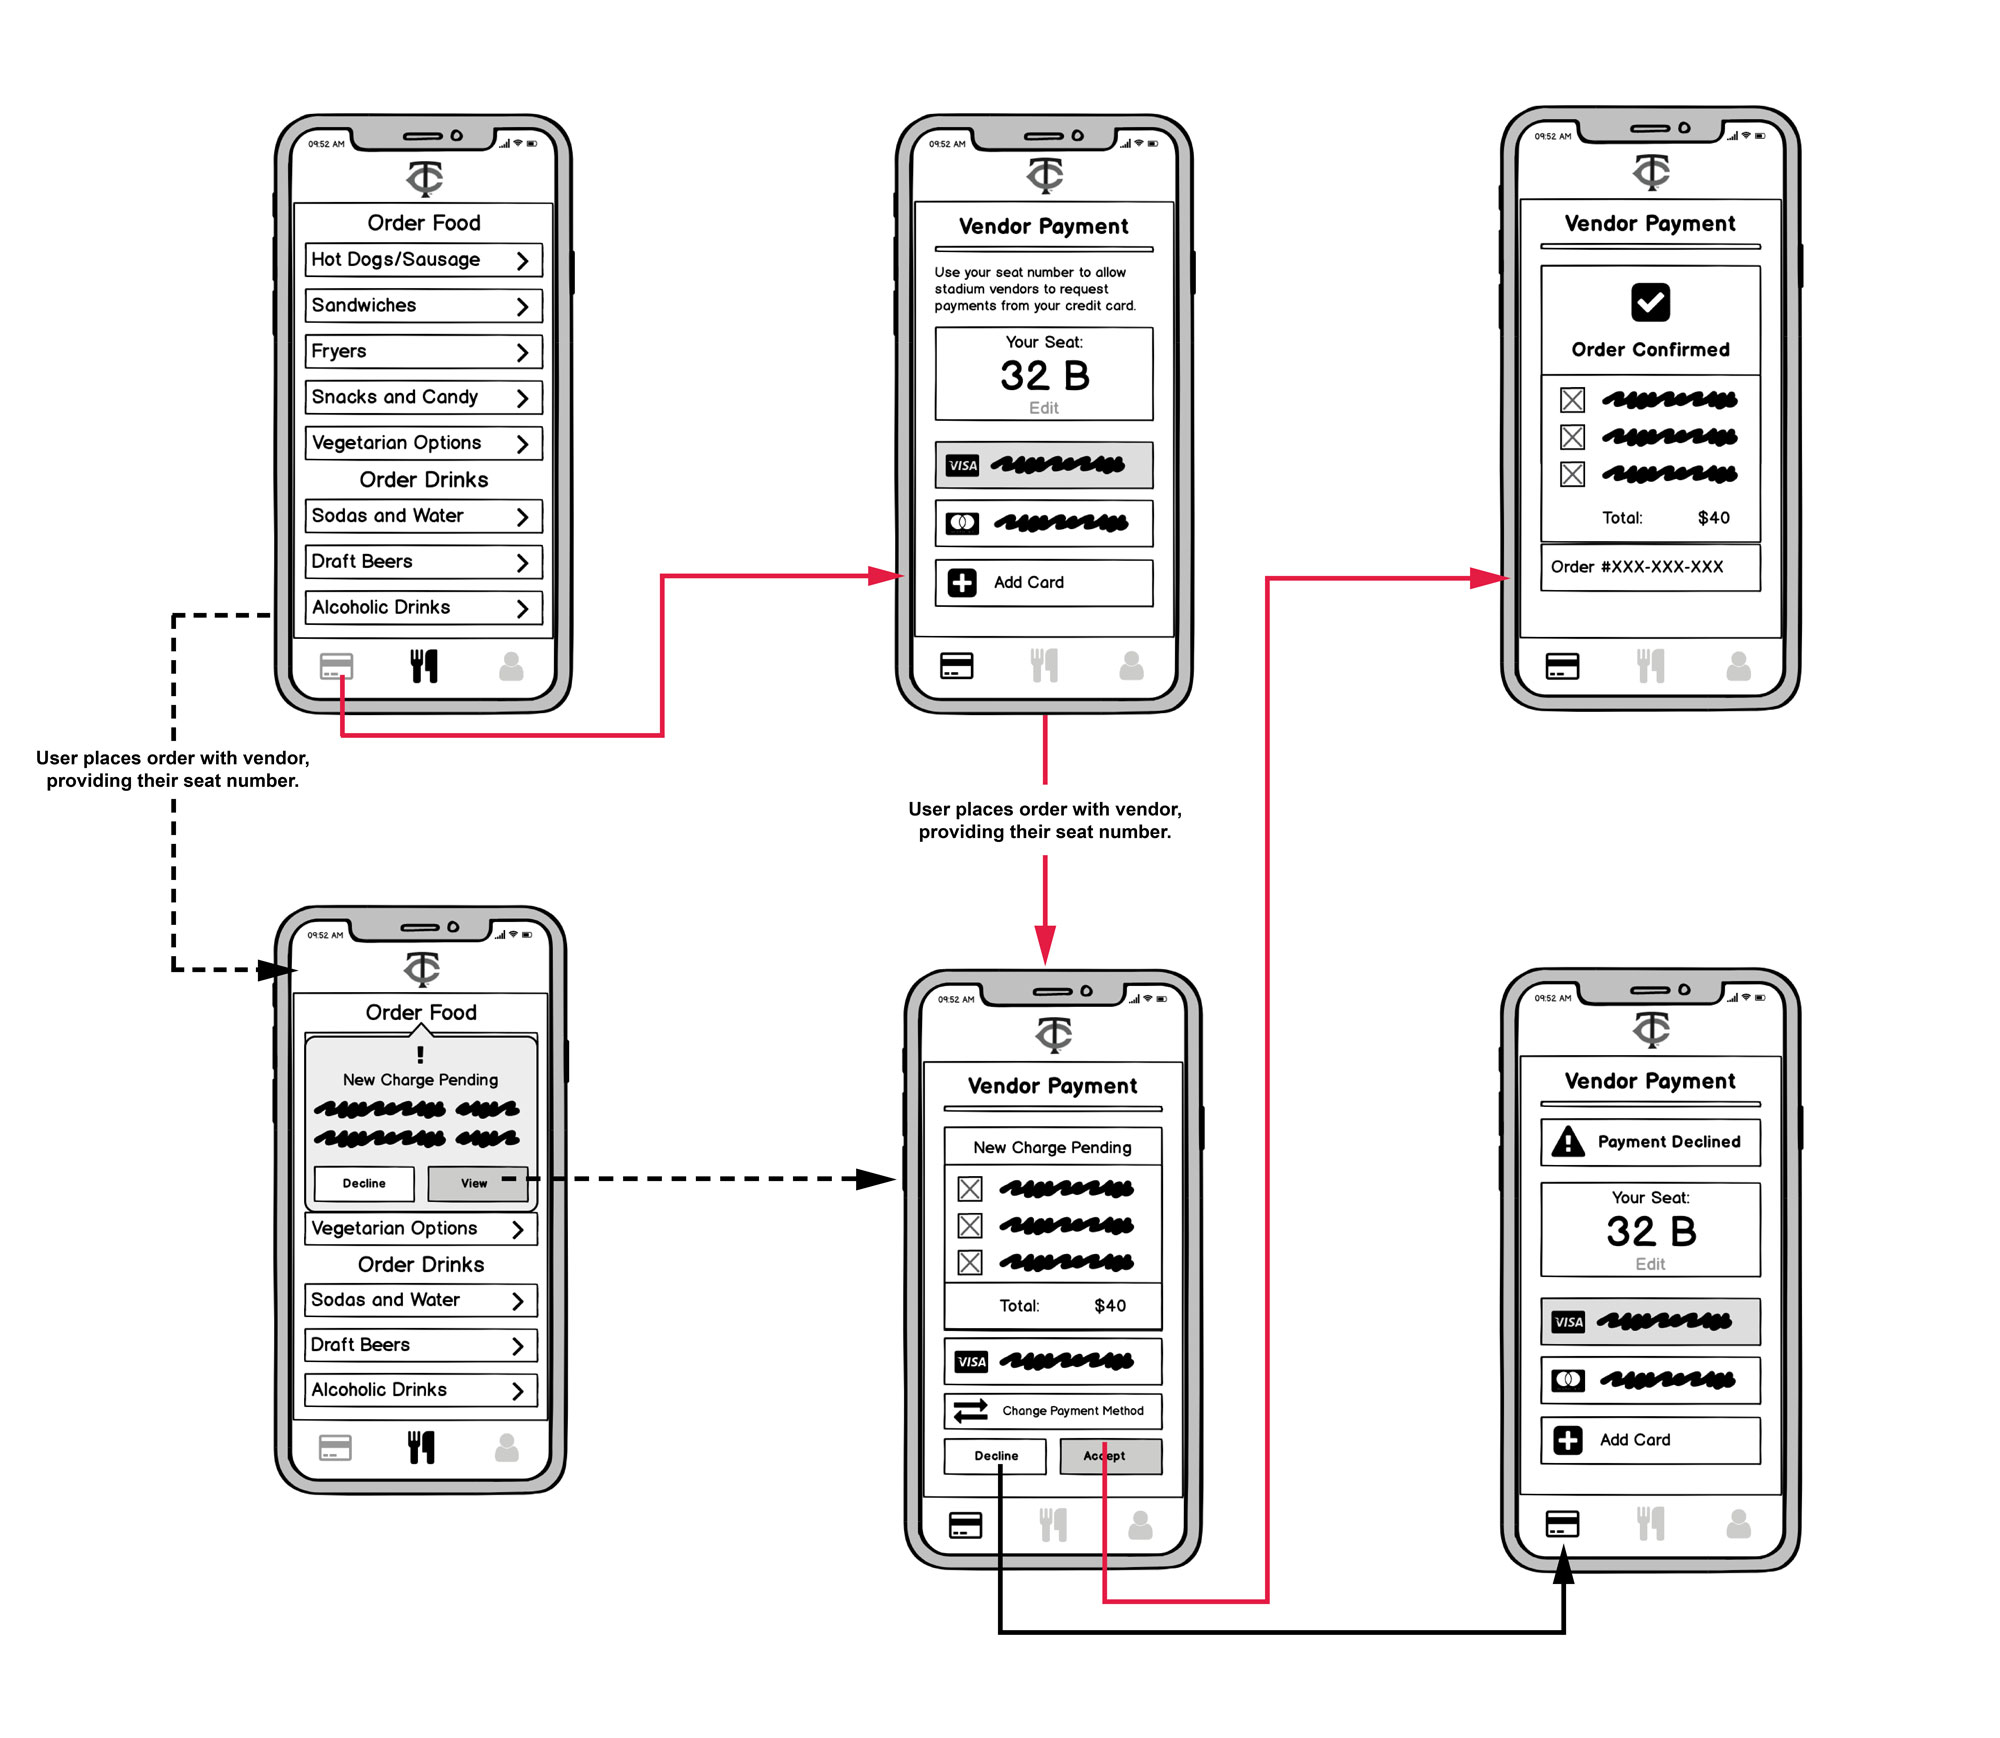 09:52 AM
TC
Order Food
Hot Dogs/Sausage
Sandwiches
Fryers
Snacks and Candy
Vegetarian Options
Order Drinks
Sodas and Water
Draft Beers
Alcoholic Drinks
09:52 AM
TC
Vendor Payment
Use your seat number to allow
stadium vendors to request
payments from your credit card.
Your Seat:
32 B
Edit
VISA
Add Card
09:52 AM
TC
Vendor Payment
Order Confirmed
Total: $40
Order #XXX-XXX-XXX
User places order with vendor,
providing their seat number.
User places order with vendor,
providing their seat number.
09:52 AM
TC
Order Food
!
New Charge Pending
Decline View
Vegetarian Options
Order Drinks
Sodas and Water
Draft Beers
Alcoholic Drinks
09:52 AM
TC
Vendor Payment
New Charge Pending
Total: $40
VISA
Change Payment Method
Decline Accept
09:52 AM
TC
Vendor Payment
Payment Declined
Your Seat:
32 B
Edit
VISA
Add Card